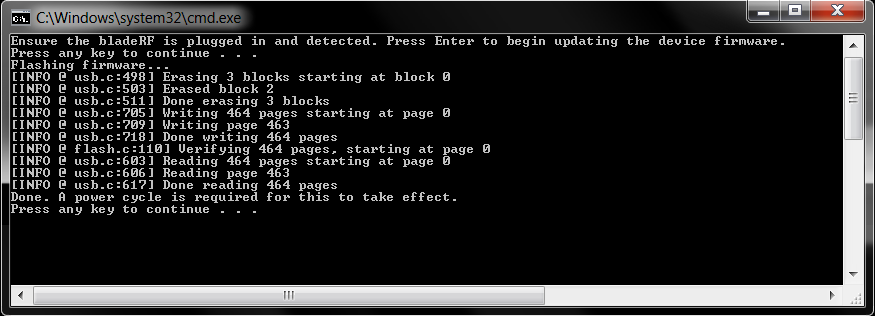 C:\Windows\system32\cmd.exe
Ensure the bladeRF is plugged in and detected. Press Enter to begin updating the device firmware.
Press any key to continue . . .
Flashing firmware...
[INFO @ usb.c:498] Erasing 3 blocks starting at block 0
[INFO @ usb.c:503] Erased block 2
[INFO @ usb.c:511] Done erasing 3 blocks
[INFO @ usb.c:705] Writing 464 pages starting at page 0
[INFO @ usb.c:709] Writing page 463
[INFO @ usb.c:718] Done writing 464 pages
[INFO @ flash.c:110] Verifying 464 pages, starting at page 0
[INFO @ usb.c:603] Reading 464 pages starting at page 0
[INFO @ usb.c:606] Reading page 463
[INFO @ usb.c:617] Done reading 464 pages
Done. A power cycle is required for this to take effect.
Press any key to continue . . .